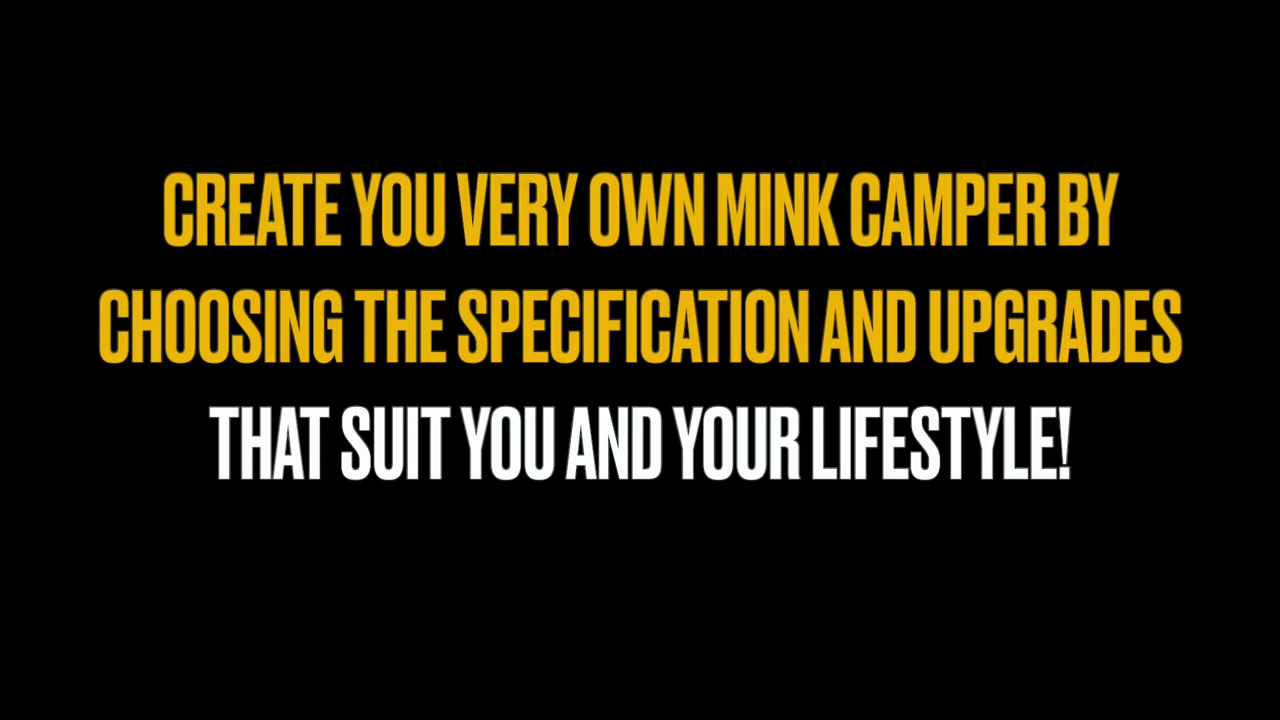 CREATE YOU VERY OWN MINK CAMPER BY
CHOOSING THE SPECIFICATION AND UPGRADES
THAT SUIT YOU AND YOUR LIFESTYLE!